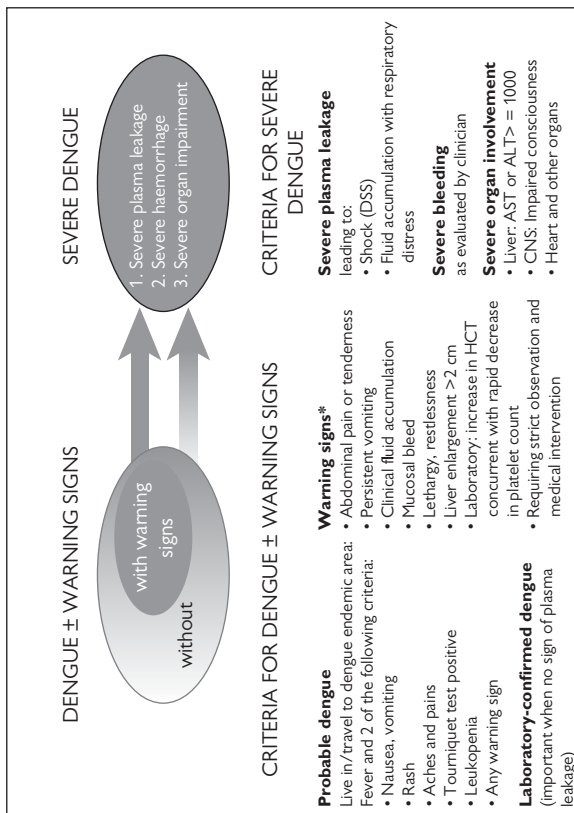 DENGUE ± WARNING SIGNS
SEVERE DENGUE
with warning
signs
without
1. Severe plasma leakage
2. Severe haemorrhage
3. Severe organ impairment
CRITERIA FOR DENGUE ± WARNING SIGNS
CRITERIA FOR SEVERE
DENGUE
Probable dengue
Live in/travel to dengue endemic area:
Fever and 2 of the following criteria:
• Nausea, vomiting
• Rash
• Aches and pains
• Tourniquet test positive
• Leukopenia
• Any warning sign
Laboratory-confirmed dengue
(important when no sign of plasma
leakage)
Warning signs*
• Abdominal pain or tenderness
• Persistent vomiting
• Clinical fluid accumulation
• Mucosal bleed
• Lethargy, restlessness
• Liver enlargement >2 cm
• Laboratory: increase in HCT
concurrent with rapid decrease
in platelet count
• Requiring strict observation and
medical intervention
Severe plasma leakage
leading to:
• Shock (DSS)
• Fluid accumulation with respiratory
distress
Severe bleeding
as evaluated by clinician
Severe organ involvement
• Liver: AST or ALT> = 1000
• CNS: Impaired consciousness
• Heart and other organs